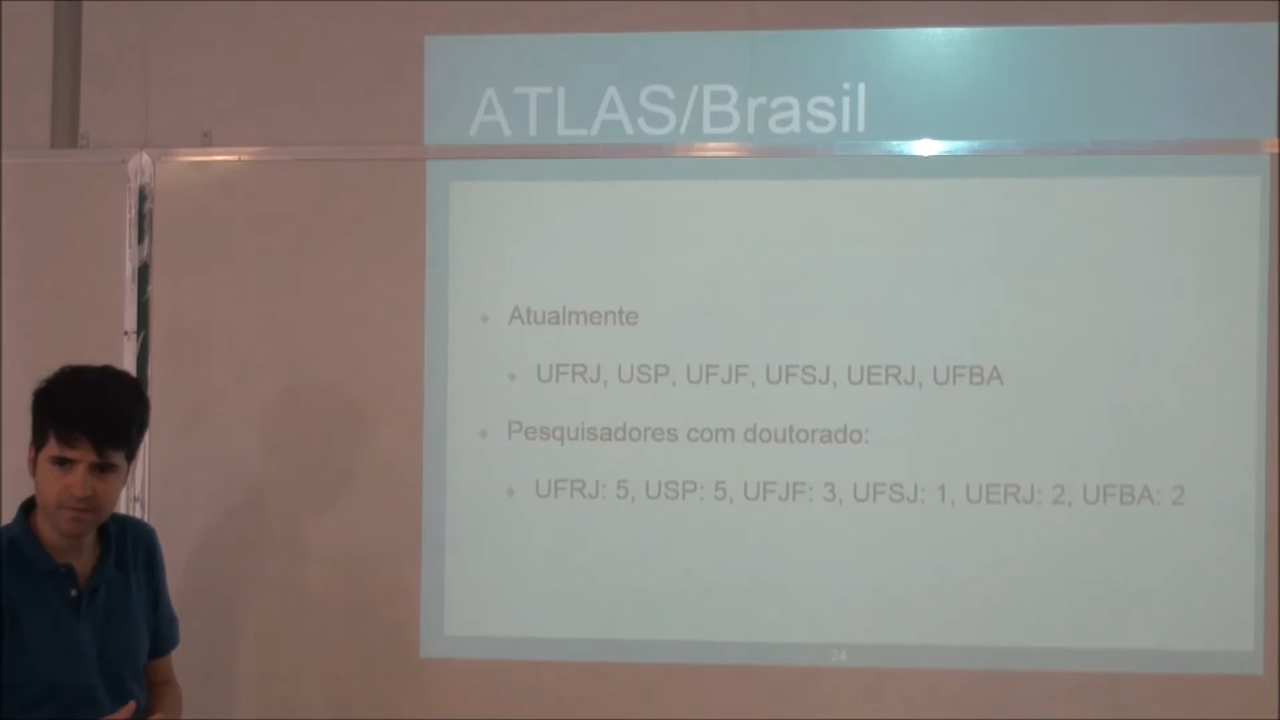 ATLAS/Brasil
Atualmente
UFRJ, USP, UFJF, UFSJ, UERJ, UFBA
Pesquisadores com doutorado:
UFRJ: 5, USP: 5, UFJF: 3, UFSJ: 1, UERJ: 2, UFBA: 2
24